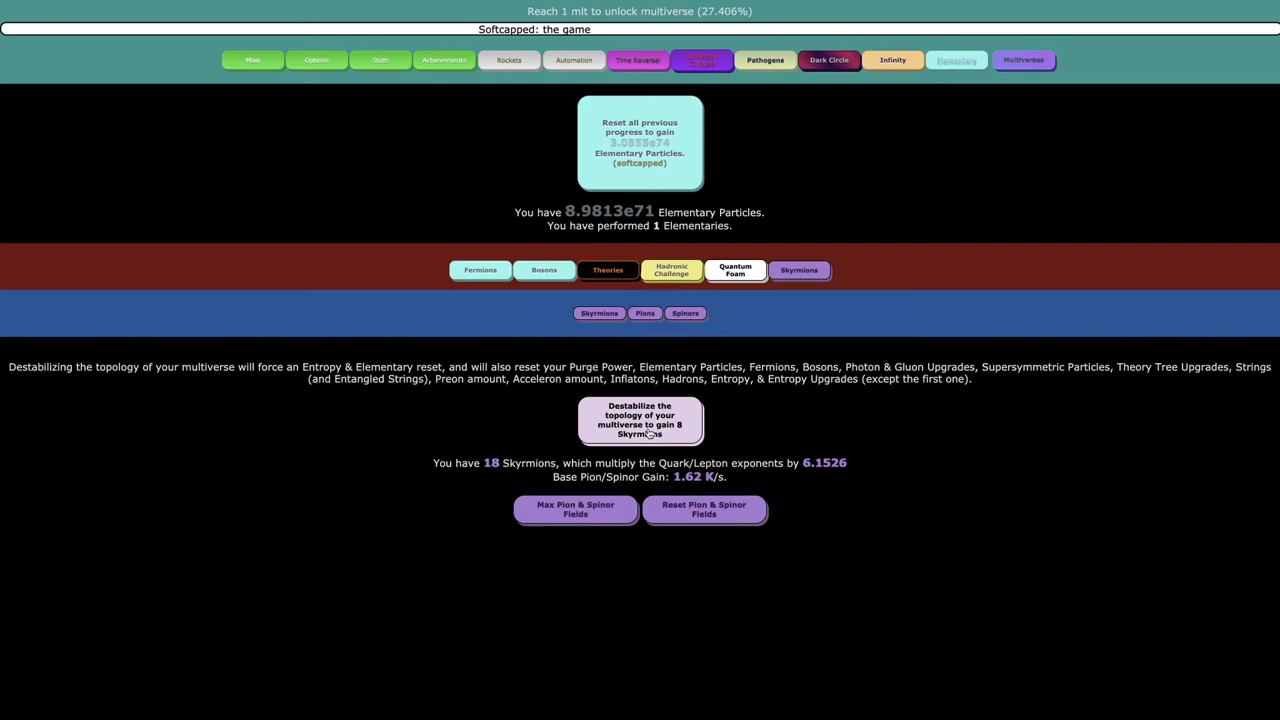 Reach 1 mlt to unlock multiverse (27.406%)
Softcapped: the game
Main Options Stats Achievements Rockets Automation Time Reversal Pathogens Dark Circle Infinity Elementary Multiverses
Reset all previous
progress to gain
3.0855e74
Elementary Particles.
(softcapped)
You have 8.9813e71 Elementary Particles.
You have performed 1 Elementaries.
Fermions Bosons Theories Hadronic Challenge Quantum Foam Skyrmions
Skyrmions Pions Spinors
Destabilizing the topology of your multiverse will force an Entropy & Elementary reset, and will also reset your Purge Power, Elementary Particles, Fermions, Bosons, Photon & Gluon Upgrades, Supersymmetric Particles, Theory Tree Upgrades, Strings
(and Entangled Strings), Preon amount, Acceleron amount, Inflatons, Hadrons, Entropy, & Entropy Upgrades (except the first one).
Destabilize the
topology of your
multiverse to gain 8
Skyrmions
You have 18 Skyrmions, which multiply the Quark/Lepton exponents by 6.1526
Base Pion/Spinor Gain: 1.62 K/s.
Max Pion & Spinor Fields
Reset Pion & Spinor Fields